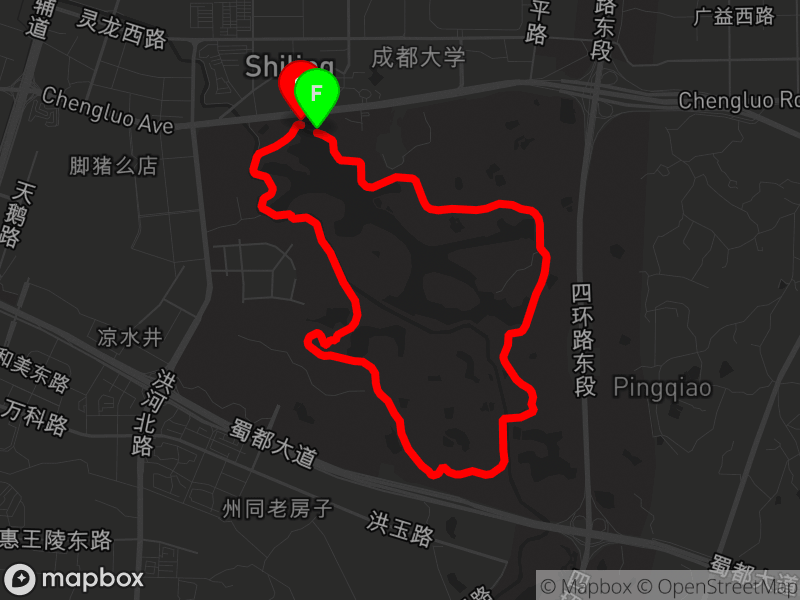 辅道
灵龙西路
平路
路东段
广益西路
Shiling
成都大学
F
Chengluo Ave
Chengluo Ro
脚猪么店
天鹅路
四环路东段
凉水井
和美东路
洪河北路
Pingqiao
万科路
蜀都大道
州同老房子
洪玉路
惠王陵东路
蜀都大道
mapbox
© Mapbox © OpenStreetMap